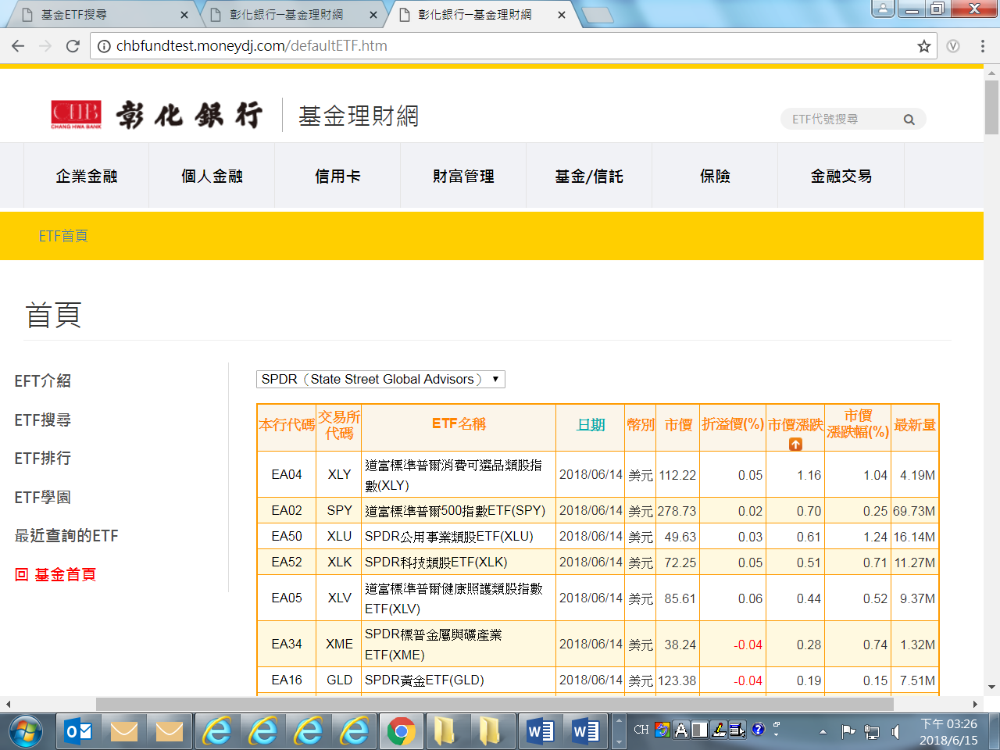 基金ETF搜尋
彰化銀行─基金理財網
彰化銀行─基金理財網
chbfundtest.moneydj.com/defaultETF.htm
CHB
CHANG HWA BANK
彰化銀行
基金理財網
ETF代號搜尋
企業金融
個人金融
信用卡
財富管理
基金/信託
保險
金融交易
ETF首頁
首頁
EFT介紹
ETF搜尋
ETF排行
ETF學園
最近查詢的ETF
回 基金首頁
SPDR（State Street Global Advisors）
本行代碼 交易所代碼 ETF名稱 日期 幣別 市價 折溢價(%) 市價漲跌 市價漲跌幅(%) 最新量
EA04 XLY 道富標準普爾消費可選品類股指數(XLY) 2018/06/14 美元 112.22 0.05 1.16 1.04 4.19M
EA02 SPY 道富標準普爾500指數ETF(SPY) 2018/06/14 美元 278.73 0.02 0.70 0.25 69.73M
EA50 XLU SPDR公用事業類股ETF(XLU) 2018/06/14 美元 49.63 0.03 0.61 1.24 16.14M
EA52 XLK SPDR科技類股ETF(XLK) 2018/06/14 美元 72.25 0.05 0.51 0.71 11.27M
EA05 XLV 道富標準普爾健康照護類股指數ETF(XLV) 2018/06/14 美元 85.61 0.06 0.44 0.52 9.37M
EA34 XME SPDR標普金屬與礦產業ETF(XME) 2018/06/14 美元 38.24 -0.04 0.28 0.74 1.32M
EA16 GLD SPDR黃金ETF(GLD) 2018/06/14 美元 123.38 -0.04 0.19 0.15 7.51M
CH
下午 03:26
2018/6/15